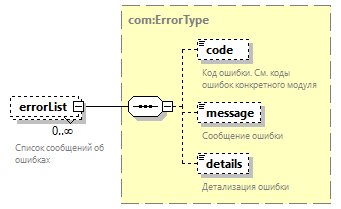 com:ErrorType
code
Код ошибки. См. коды
ошибок конкретного модуля
errorList
0..∞
Список сообщений об
ошибках
message
Сообщение ошибки
details
Детализация ошибки